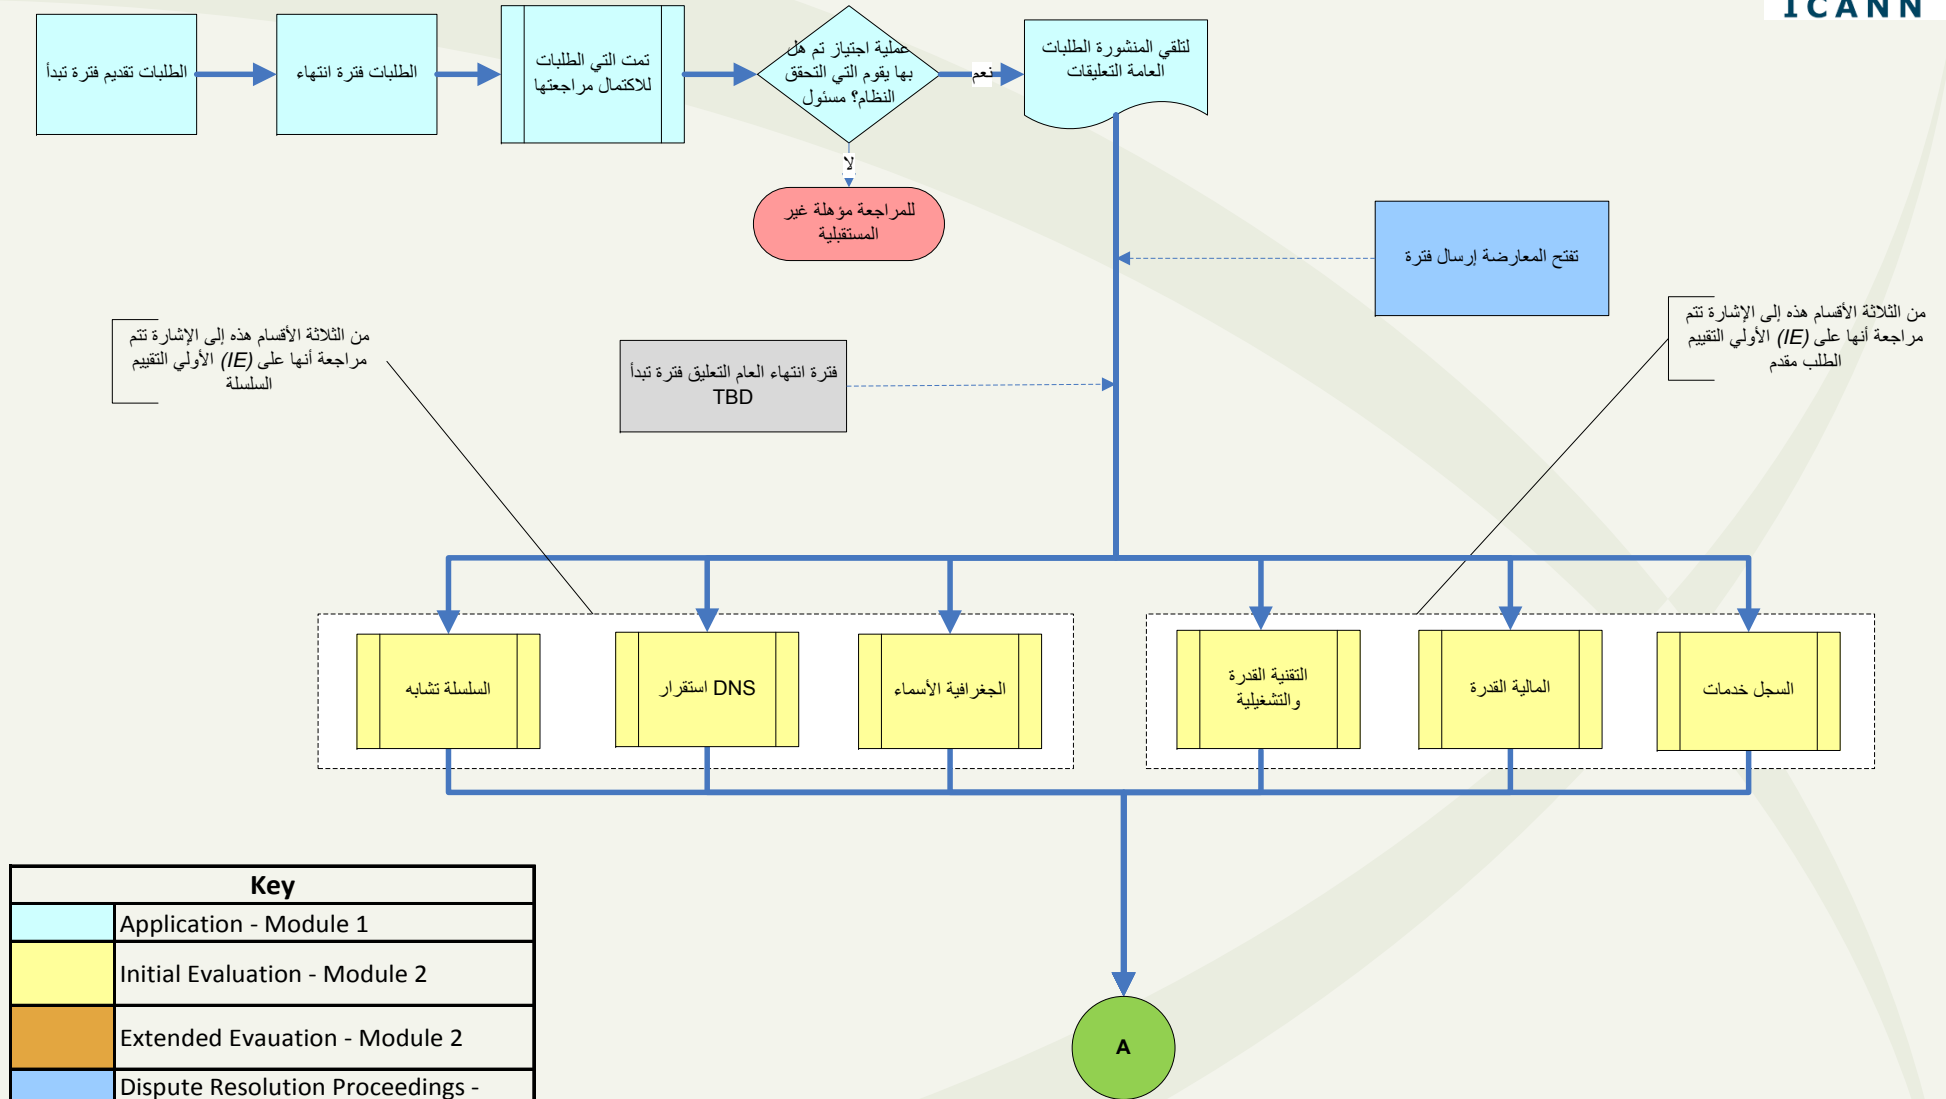 ICANN
الطلبات تقديم فترة تبدأ
الطلبات فترة انتهاء
تمت التي الطلبات
للاكتمال مراجعتها
عملية اجتياز تم هل
بها يقوم التي التحقق
النظام؟ مسئول
نعم
لتلقي المنشورة الطلبات
العامة التعليقات
لا
للمراجعة مؤهلة غير
المستقبلية
تفتح المعارضة إرسال فترة
من الثلاثة الأقسام هذه إلى الإشارة تتم
مراجعة أنها على (IE) الأولي التقييم
الطلب مقدم
من الثلاثة الأقسام هذه إلى الإشارة تتم
مراجعة أنها على (IE) الأولي التقييم
السلسلة
فترة انتهاء العام التعليق فترة تبدأ
TBD
السلسلة تشابه
DNS استقرار
الجغرافية الأسماء
التقنية القدرة
والتشغيلية
المالية القدرة
السجل خدمات
A
Key
Application - Module 1
Initial Evaluation - Module 2
Extended Evauation - Module 2
Dispute Resolution Proceedings -